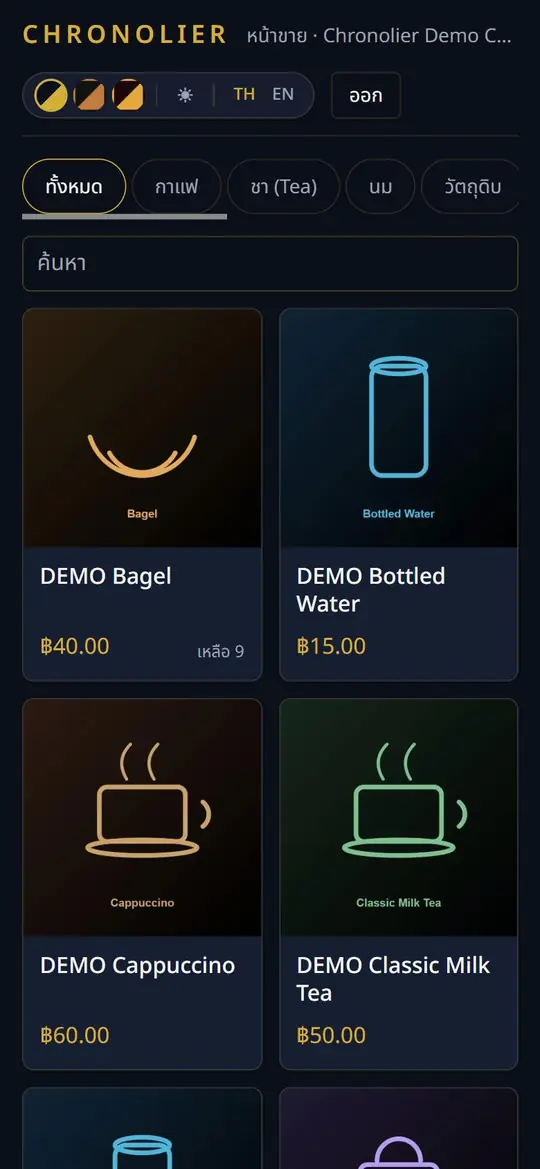 CHRONOLIER หน้าขาย · Chronolier Demo C...
TH EN ออก
ทั้งหมด กาแฟ ชา (Tea) นม วัตถุดิบ
ค้นหา
Bagel
DEMO Bagel
฿40.00 เหลือ 9
Bottled Water
DEMO Bottled
Water
฿15.00
Cappuccino
DEMO Cappuccino
฿60.00
Classic Milk Tea
DEMO Classic Milk
Tea
฿50.00